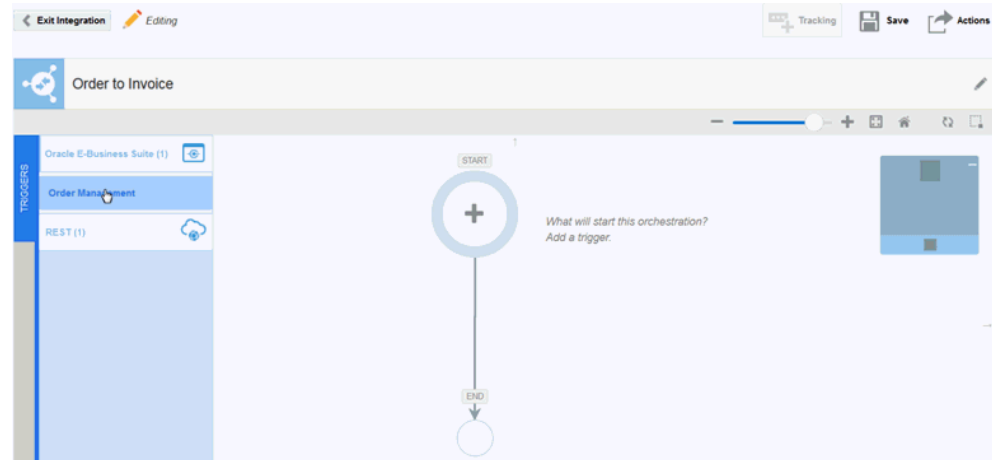 Exit Integration
Editing
Tracking
Save
Actions
Order to Invoice
TRIGGERS
Oracle E-Business Suite (1)
Order Management
REST (1)
START
What will start this orchestration?
Add a trigger.
END